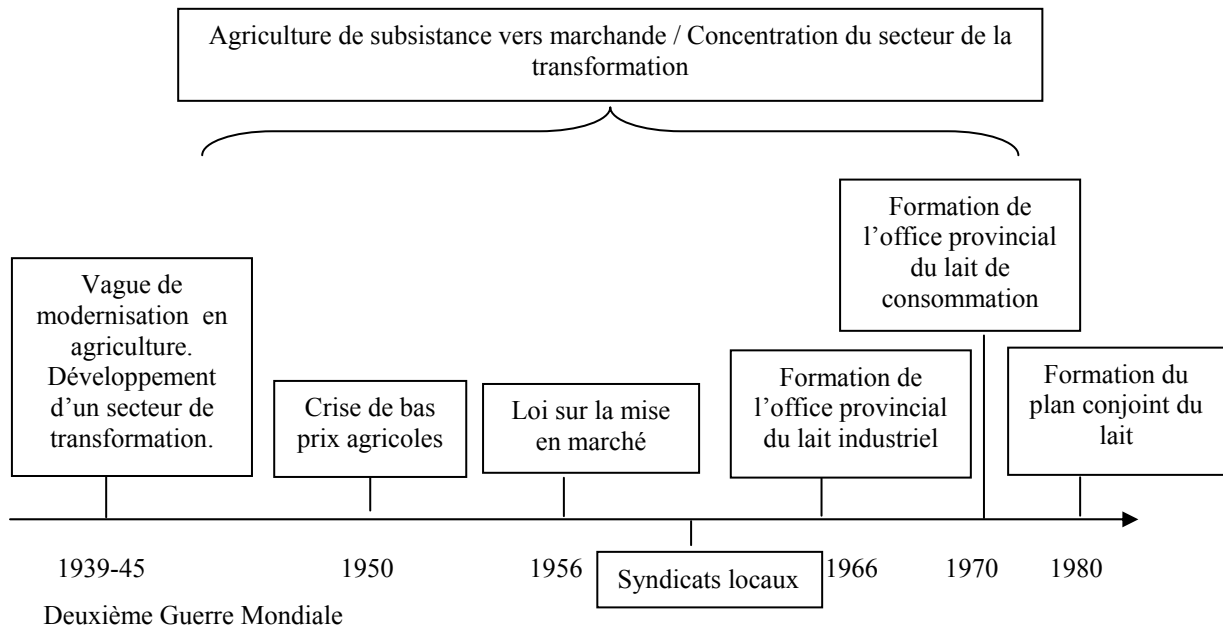 Agriculture de subsistance vers marchande / Concentration du secteur de la
transformation
Formation de
l’office provincial
du lait de
consommation
Vague de
modernisation en
agriculture.
Développement
d’un secteur de
transformation.
Crise de bas
prix agricoles
Loi sur la mise
en marché
Formation de
l’office provincial
du lait industriel
Formation du
plan conjoint du
lait
1939-45
1950
1956
Syndicats locaux
1966
1970
1980
Deuxième Guerre Mondiale